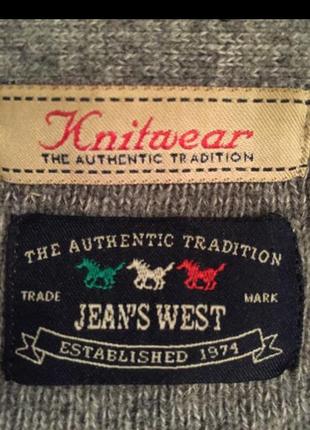 Knitwear
THE AUTHENTIC TRADITION
THE AUTHENTIC TRADITION
TRADE MARK
JEAN'S WEST
ESTABLISHED 1974